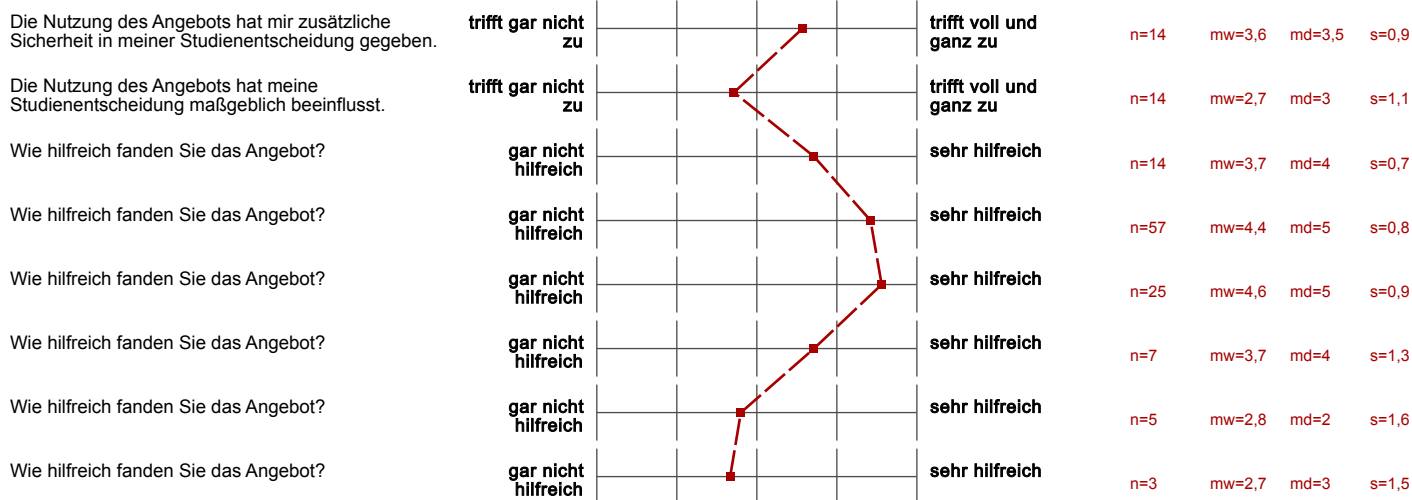 Die Nutzung des Angebots hat mir zusätzliche
Sicherheit in meiner Studienentscheidung gegeben.
trifft gar nicht
zu
trifft voll und
ganz zu
n=14 mw=3,6 md=3,5 s=0,9
Die Nutzung des Angebots hat meine
Studienentscheidung maßgeblich beeinflusst.
trifft gar nicht
zu
trifft voll und
ganz zu
n=14 mw=2,7 md=3 s=1,1
Wie hilfreich fanden Sie das Angebot?
gar nicht
hilfreich
sehr hilfreich
n=14 mw=3,7 md=4 s=0,7
Wie hilfreich fanden Sie das Angebot?
gar nicht
hilfreich
sehr hilfreich
n=57 mw=4,4 md=5 s=0,8
Wie hilfreich fanden Sie das Angebot?
gar nicht
hilfreich
sehr hilfreich
n=25 mw=4,6 md=5 s=0,9
Wie hilfreich fanden Sie das Angebot?
gar nicht
hilfreich
sehr hilfreich
n=7 mw=3,7 md=4 s=1,3
Wie hilfreich fanden Sie das Angebot?
gar nicht
hilfreich
sehr hilfreich
n=5 mw=2,8 md=2 s=1,6
Wie hilfreich fanden Sie das Angebot?
gar nicht
hilfreich
sehr hilfreich
n=3 mw=2,7 md=3 s=1,5